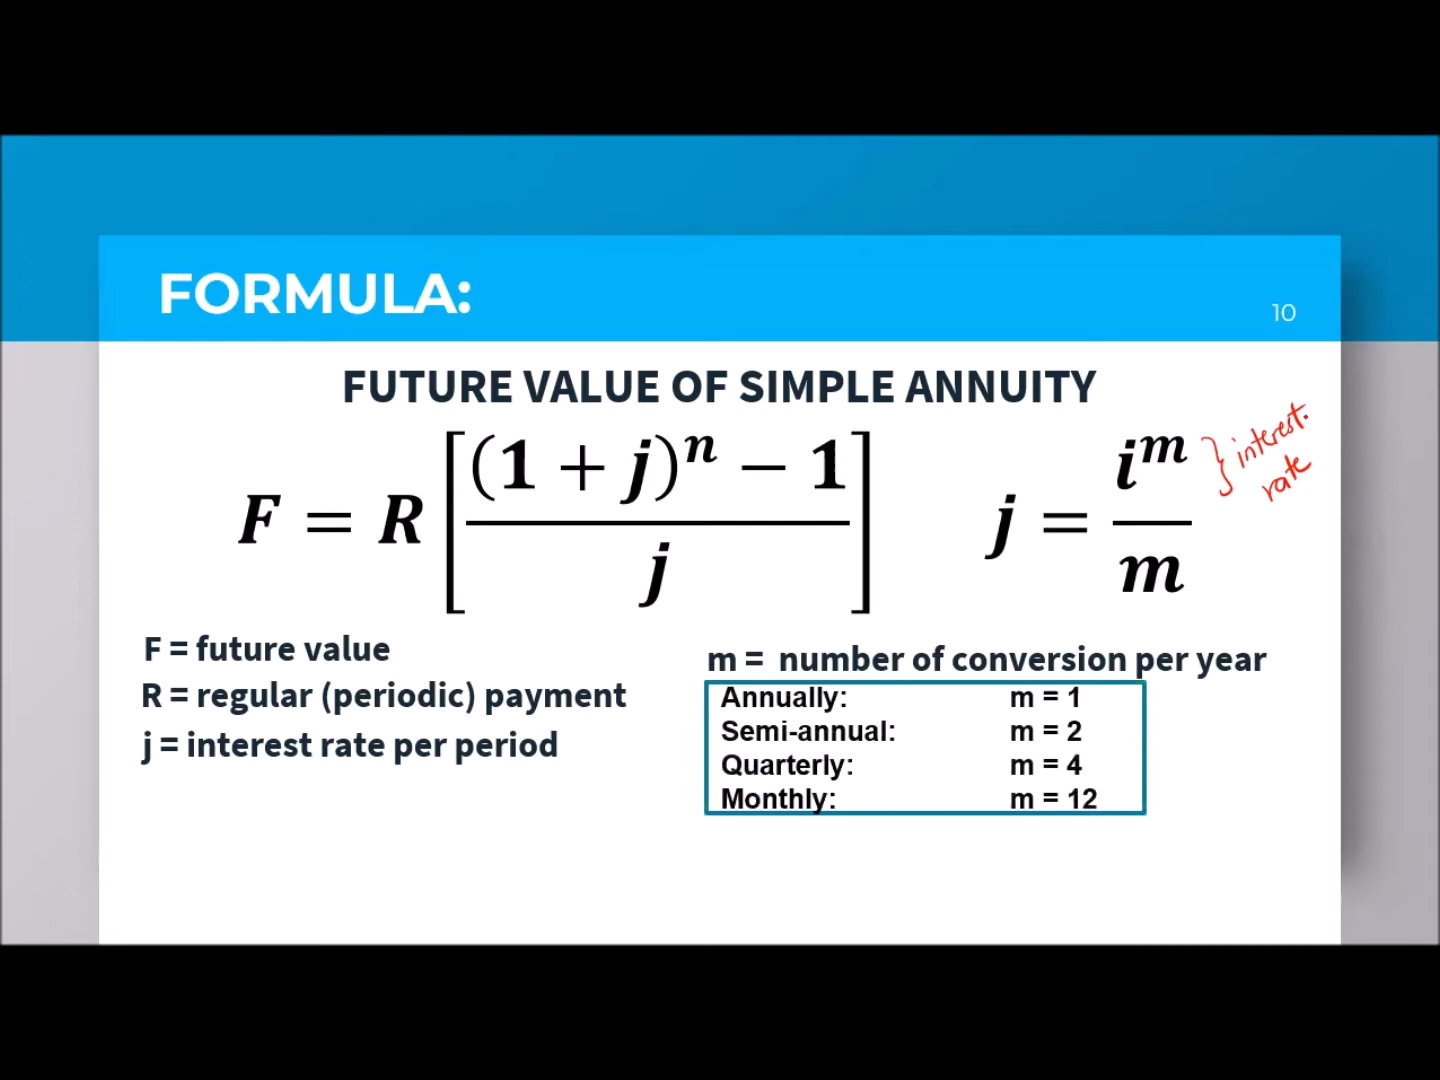 FORMULA:
10
FUTURE VALUE OF SIMPLE ANNUITY
F = R [((1 + j)^n − 1) / j]
j = i^m / m
interest.
rate
F = future value
R = regular (periodic) payment
j = interest rate per period
m = number of conversion per year
Annually: m = 1
Semi-annual: m = 2
Quarterly: m = 4
Monthly: m = 12